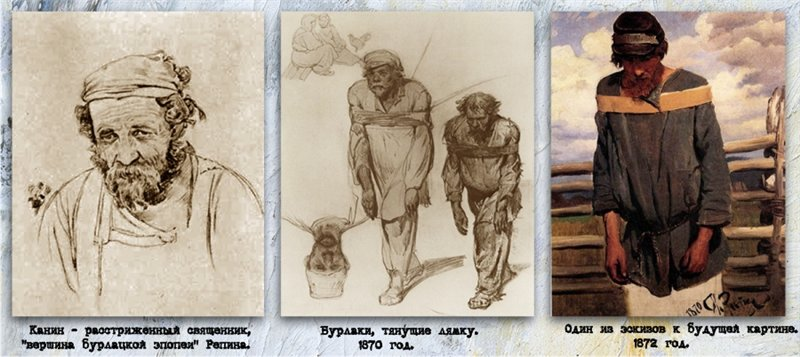 Канин - расстриженный священник,
"вершина бурлацкой эпопеи" Репина.
Бурлаки, тянущие лямку.
1870 год.
Один из эскизов к будущей картине.
1872 год.
1870